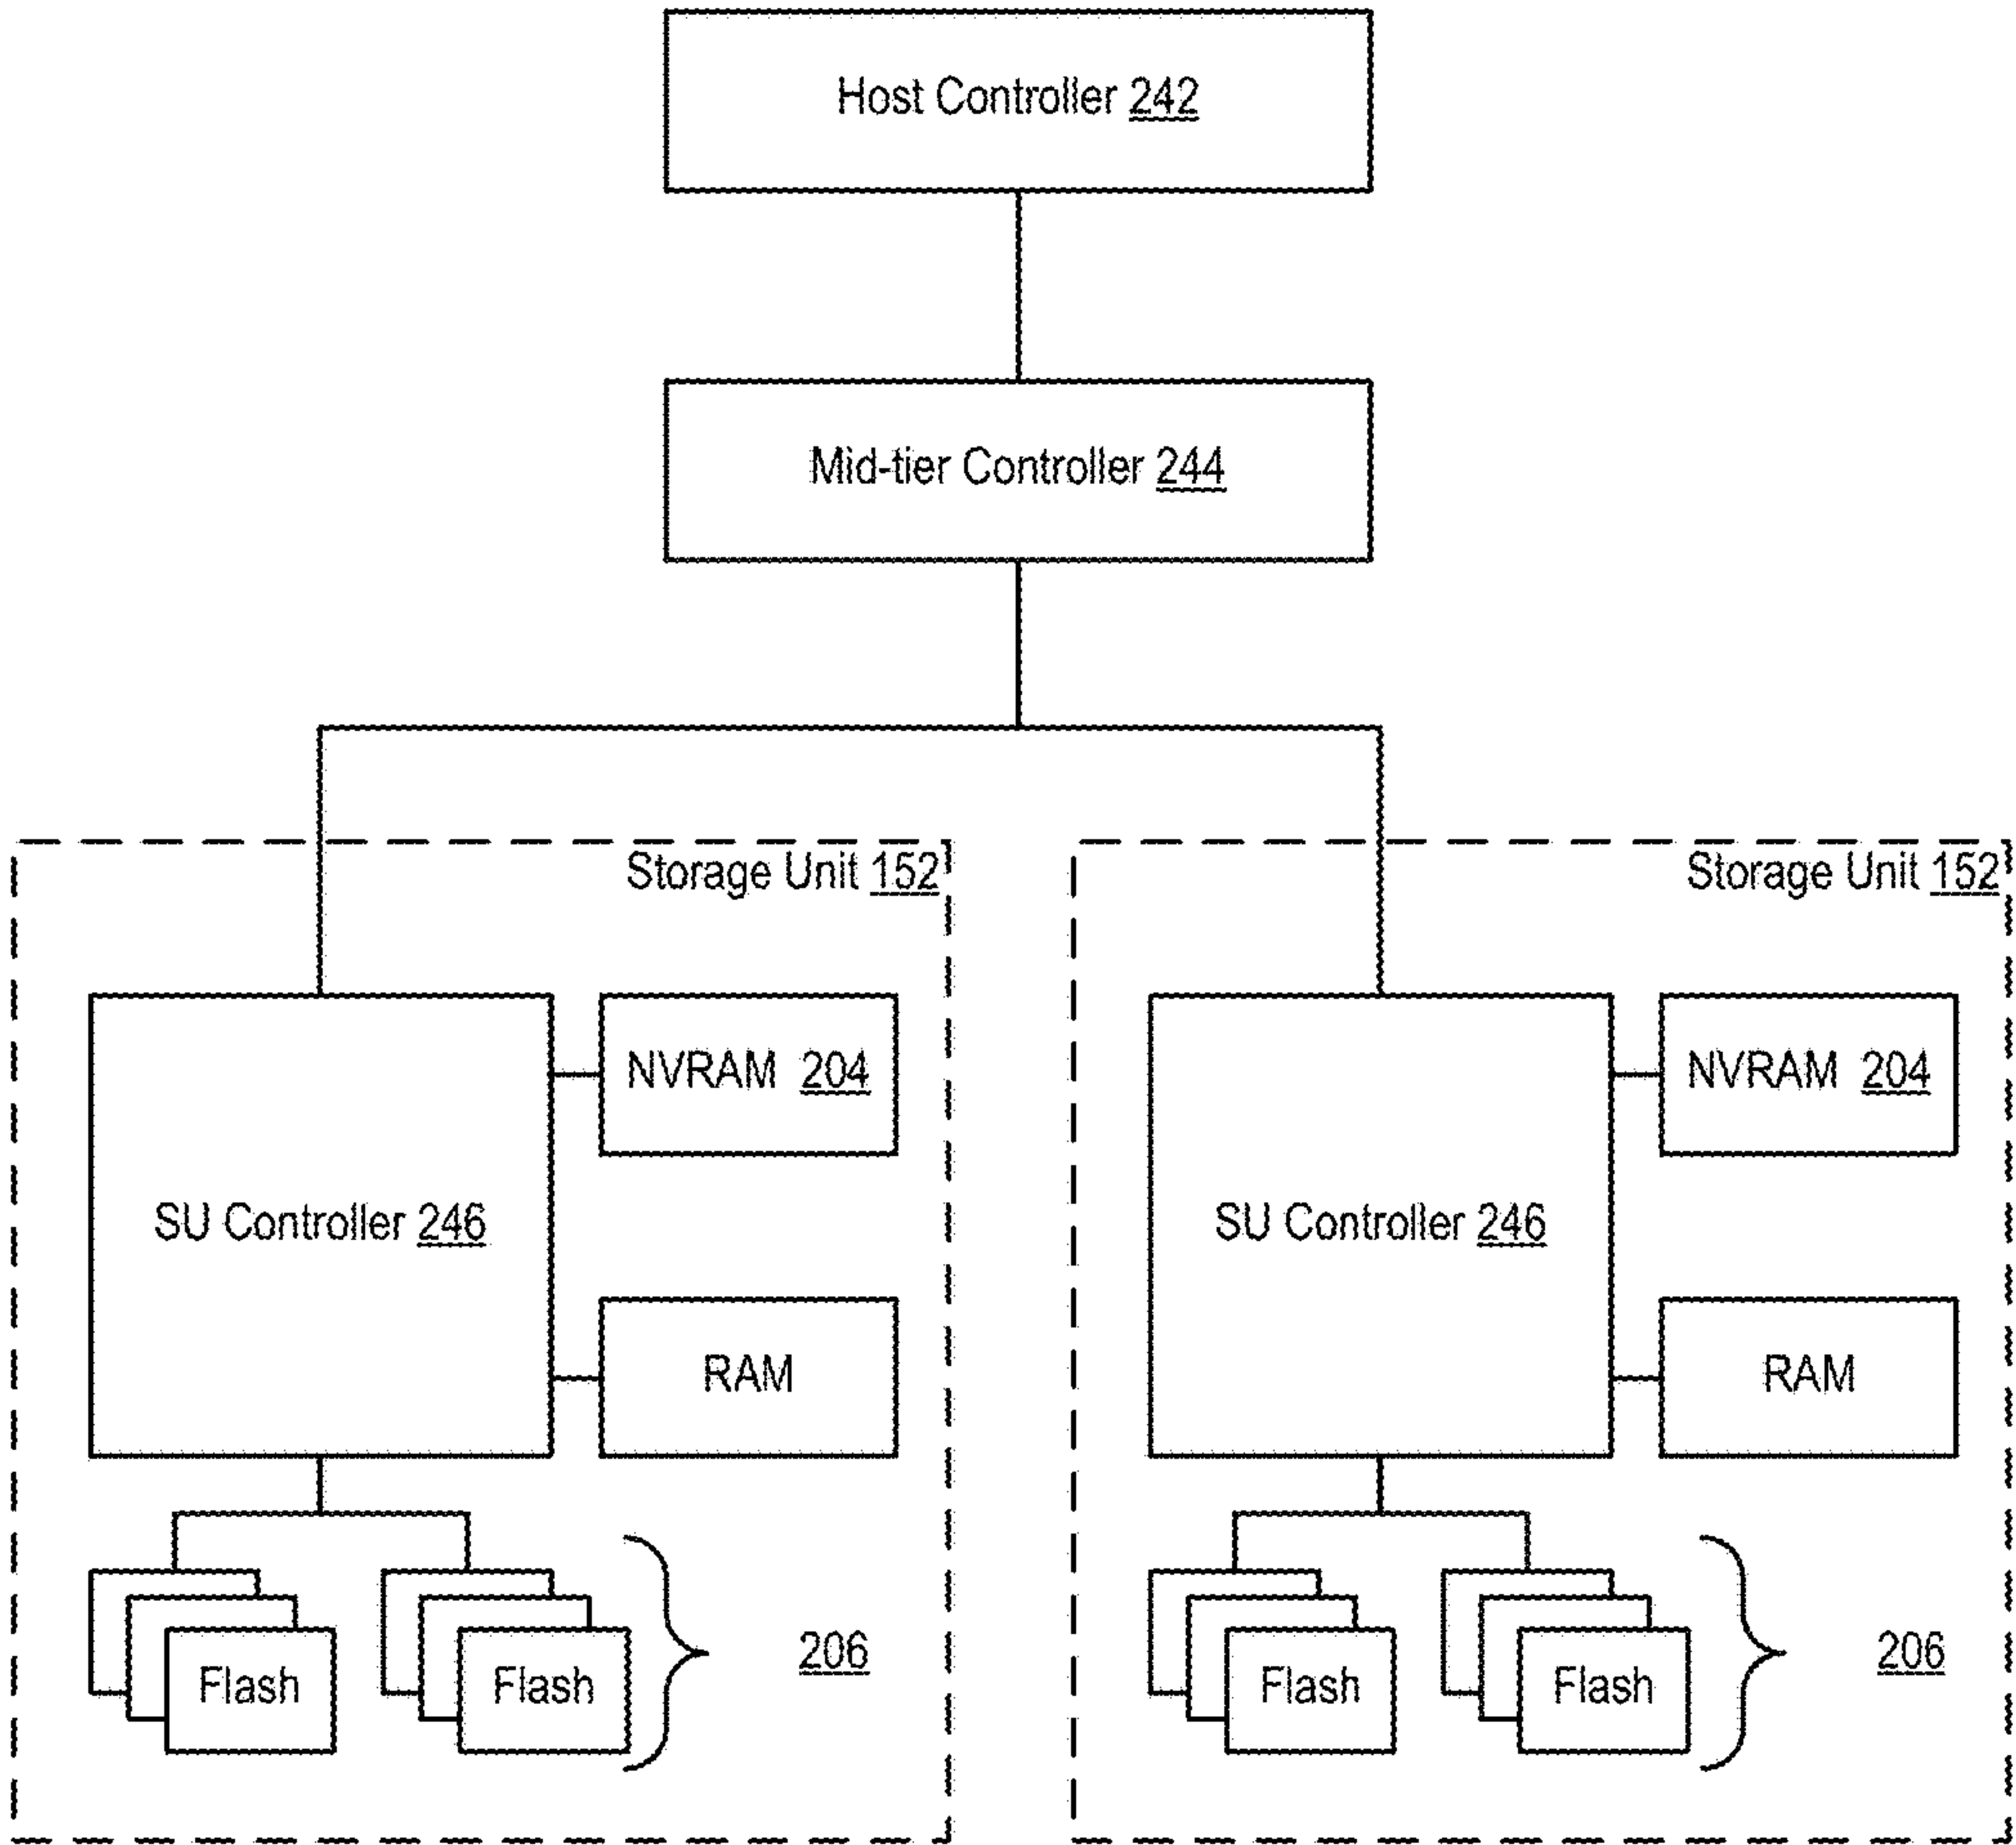 Host Controller 242
Mid-tier Controller 244
Storage Unit 152
SU Controller 246
NVRAM 204
RAM
Flash
Flash
206
Storage Unit 152
SU Controller 246
NVRAM 204
RAM
Flash
Flash
206